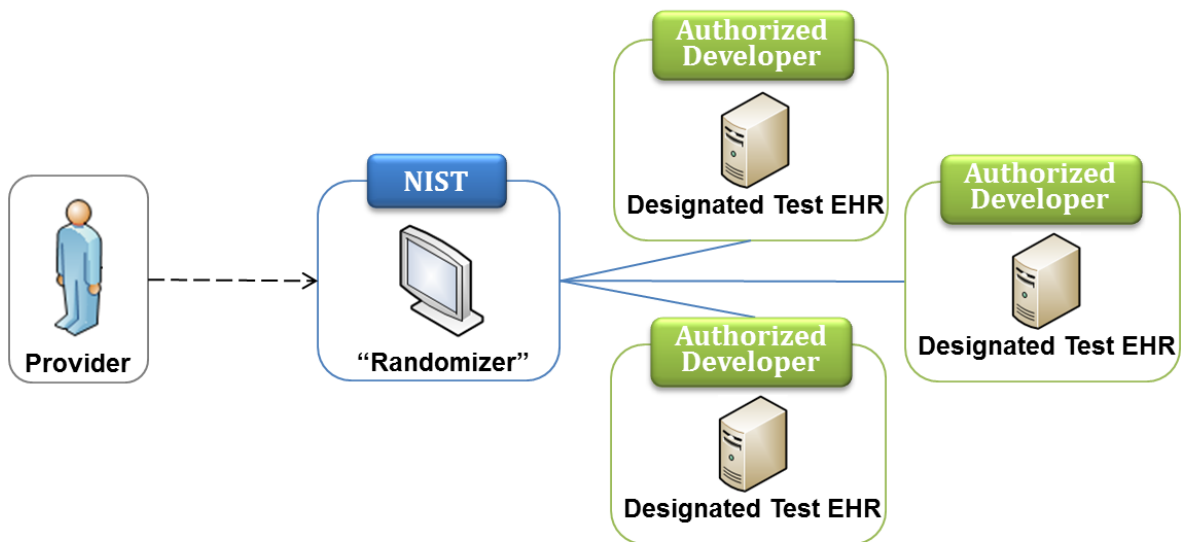 Provider
NIST
“Randomizer”
Authorized
Developer
Designated Test EHR
Authorized
Developer
Designated Test EHR
Authorized
Developer
Designated Test EHR